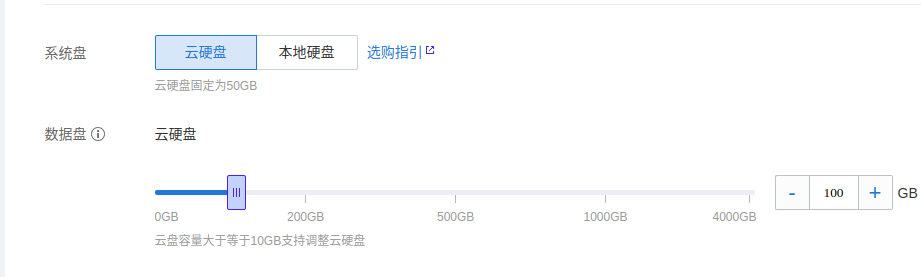 系统盘 云硬盘 本地硬盘 选购指引
云硬盘固定为50GB
数据盘 云硬盘
- 100 + GB
0GB 200GB 500GB 1000GB 4000GB
云盘容量大于等于10GB支持调整云硬盘